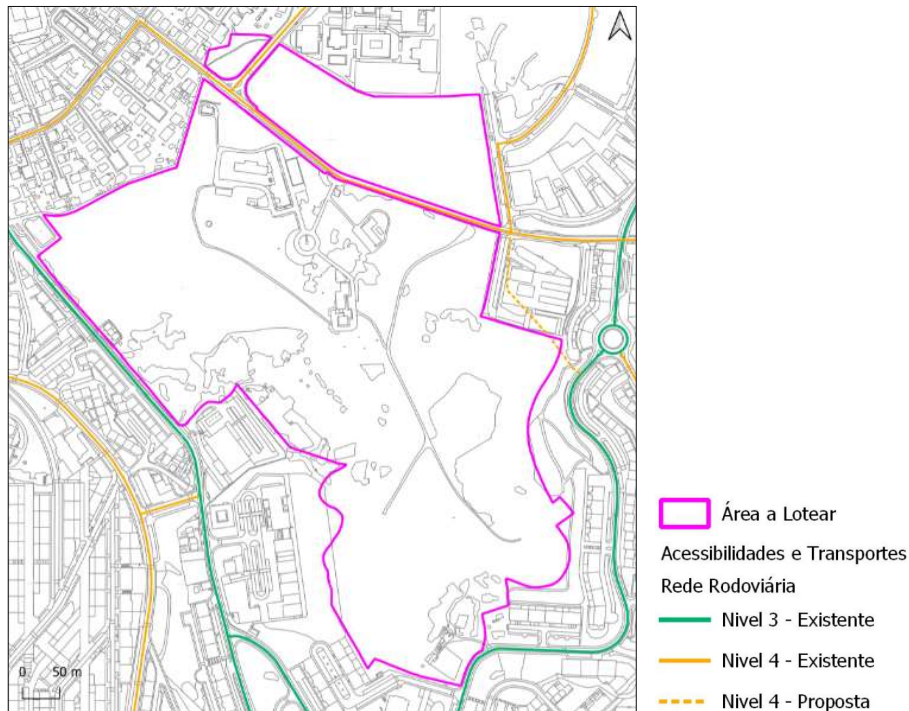 0 50 m
Área a Lotear
Acessibilidades e Transportes
Rede Rodoviária
Nivel 3 - Existente
Nivel 4 - Existente
Nivel 4 - Proposta